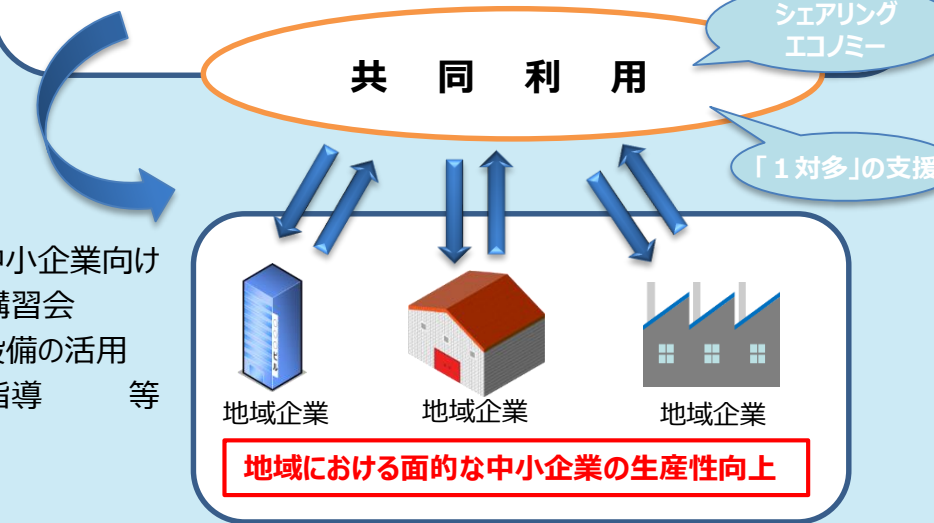 シェアリング
エコノミー
共 同 利 用
「１対多」の支援
中小企業向け
講習会
設備の活用
指導 等
地域企業
地域企業
地域企業
地域における面的な中小企業の生産性向上